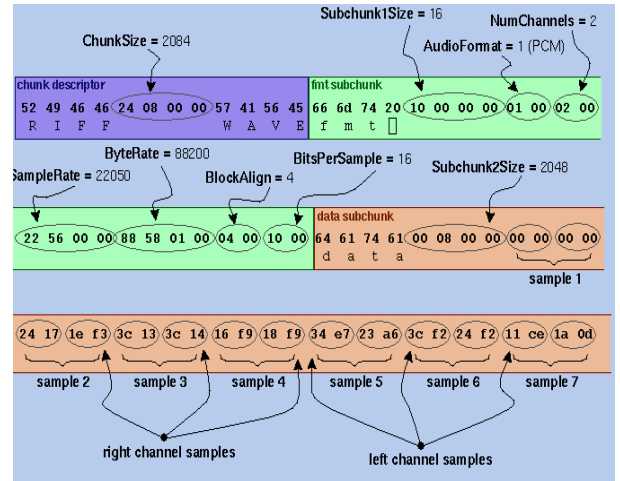 Subchunk1Size = 16
NumChannels = 2
ChunkSize = 2084
AudioFormat = 1 (PCM)
chunk descriptor
fmt subchunk
52 49 46 46 24 08 00 00 57 41 56 45 66 6d 74 20 10 00 00 00 01 00 02 00
R I F F W A V E f m t
ByteRate = 88200
BitsPerSample = 16
SampleRate = 22050
BlockAlign = 4
Subchunk2Size = 2048
data subchunk
22 56 00 00 88 58 01 00 04 00 10 00 64 61 74 61 00 08 00 00 00 00 00 00
d a t a
sample 1
24 17 1e f3 3c 13 3c 14 16 f9 18 f9 34 e7 23 a6 3c f2 24 f2 11 ce 1a 0d
sample 2 sample 3 sample 4 sample 5 sample 6 sample 7
right channel samples
left channel samples